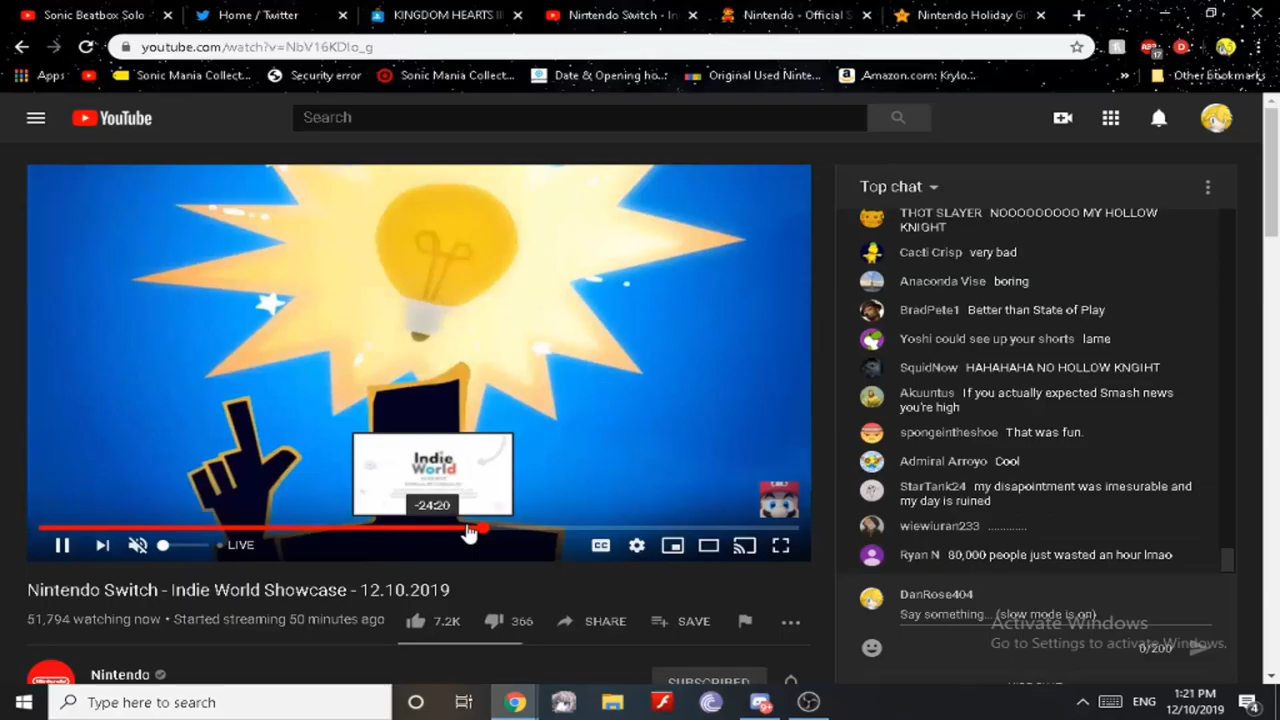 Sonic Beatbox Solo
Home / Twitter
KINGDOM HEARTS II
Nintendo Switch - In
Nintendo - Official S
Nintendo Holiday G
youtube.com/watch?v=NbV16KDIo_g
17
Apps
Sonic Mania Collect...
Security error
Sonic Mania Collect...
Date & Opening ho...
Original Used Ninte...
Amazon.com: Krylo...
»
Other bookmarks
YouTube
Search
Top chat
THOT SLAYER NOOOOOOOOO MY HOLLOW
KNIGHT
Cacti Crisp very bad
Anaconda Vise boring
BradPete1 Better than State of Play
Yoshi could see up your shorts lame
SquidNow HAHAHAHA NO HOLLOW KNGIHT
Akuuntus If you actually expected Smash news
you're high
spongeintheshoe That was fun.
Admiral Arroyo Cool
StarTank24 my disapointment was imesurable and
my day is ruined
wiewiuran233 .............
Ryan N 80,000 people just wasted an hour lmao
Indie
World
-24:20
LIVE
CC
Nintendo Switch - Indie World Showcase - 12.10.2019
51,794 watching now • Started streaming 50 minutes ago
7.2K
366
SHARE
SAVE
DanRose404
Say something... (slow mode is on)
0/200
Activate Windows
Go to Settings to activate Windows.
Nintendo
SUBSCRIBED
Type here to search
ENG
1:21 PM
12/10/2019
4